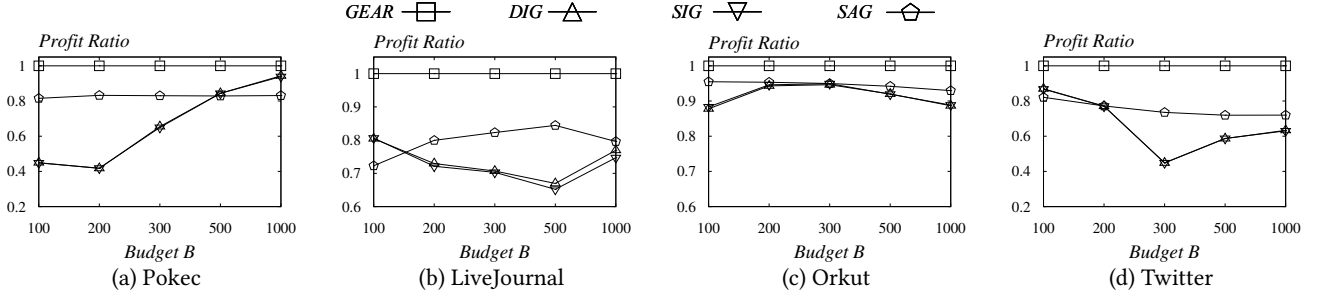 GEAR DIG SIG SAG
Profit Ratio
1
0.8
0.6
0.4
0.2
100 200 300 500 1000
Budget B
(a) Pokec
Profit Ratio
1
0.9
0.8
0.7
0.6
100 200 300 500 1000
Budget B
(b) LiveJournal
Profit Ratio
1
0.9
0.8
0.7
0.6
100 200 300 500 1000
Budget B
(c) Orkut
Profit Ratio
1
0.8
0.6
0.4
0.2
100 200 300 500 1000
Budget B
(d) Twitter